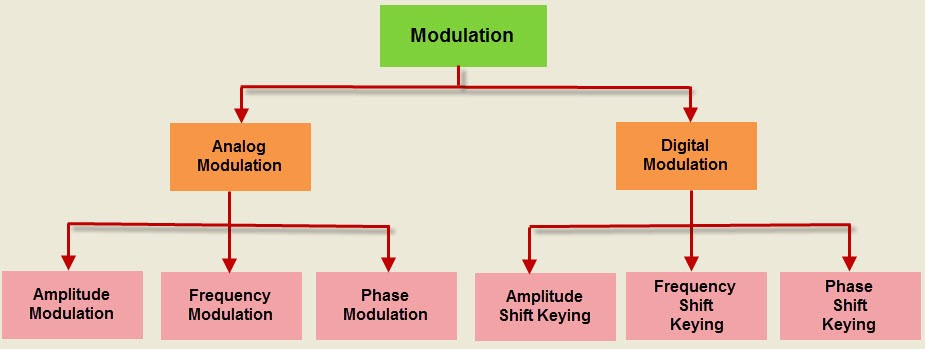 Modulation
Analog
Modulation
Digital
Modulation
Amplitude
Modulation
Frequency
Modulation
Phase
Modulation
Amplitude
Shift Keying
Frequency
Shift
Keying
Phase
Shift
Keying